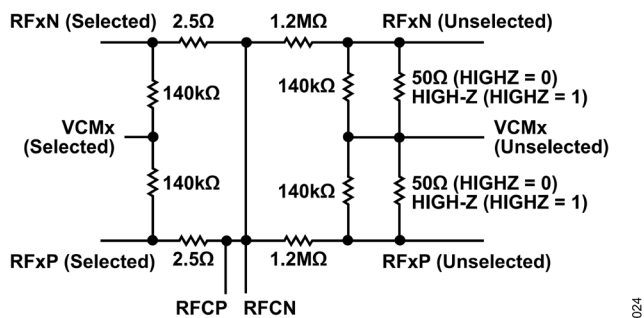 RFxN (Selected)
2.5Ω
1.2MΩ
RFxN (Unselected)
140kΩ
140kΩ
50Ω (HIGHZ = 0)
HIGH-Z (HIGHZ = 1)
VCMx
(Selected)
VCMx
(Unselected)
140kΩ
140kΩ
50Ω (HIGHZ = 0)
HIGH-Z (HIGHZ = 1)
RFxP (Selected)
2.5Ω
1.2MΩ
RFxP (Unselected)
RFCP
RFCN
024